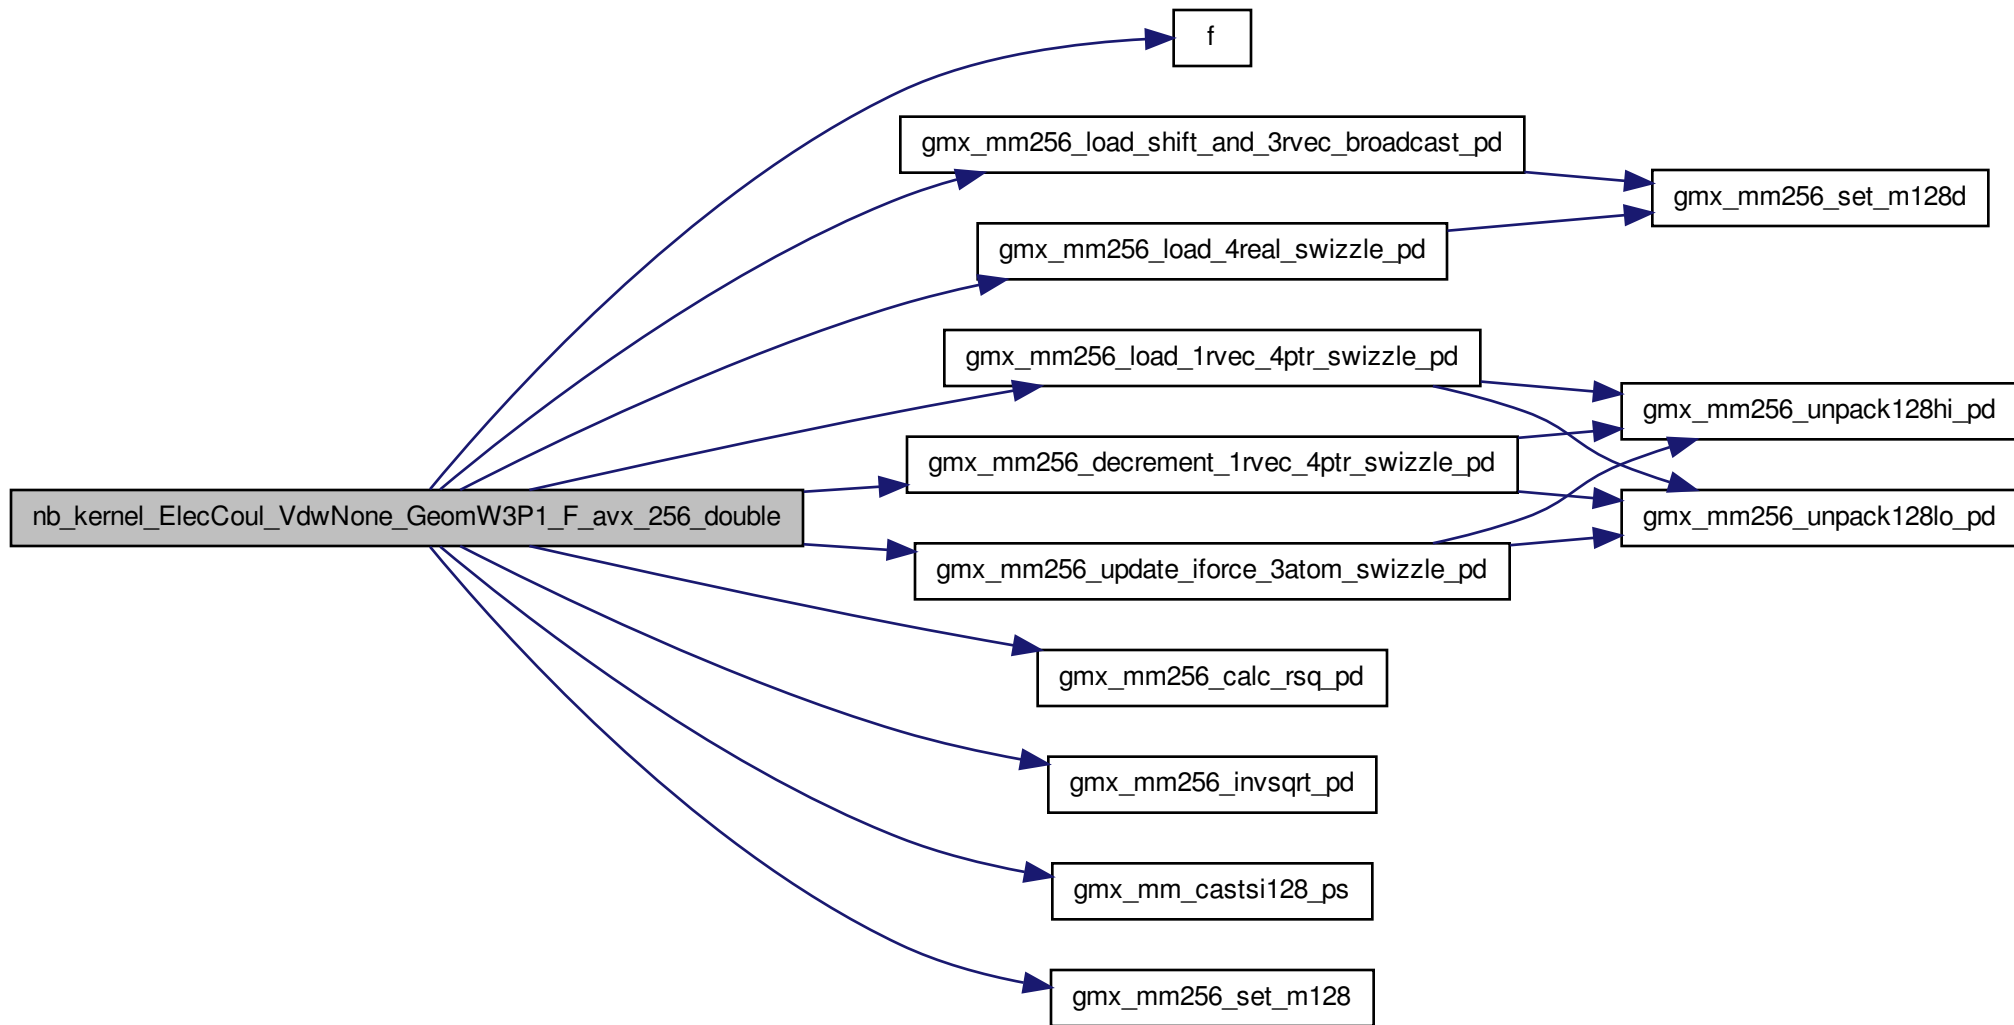 f
gmx_mm256_load_shift_and_3rvec_broadcast_pd
gmx_mm256_set_m128d
gmx_mm256_load_4real_swizzle_pd
gmx_mm256_load_1rvec_4ptr_swizzle_pd
gmx_mm256_unpack128hi_pd
gmx_mm256_decrement_1rvec_4ptr_swizzle_pd
nb_kernel_ElecCoul_VdwNone_GeomW3P1_F_avx_256_double
gmx_mm256_unpack128lo_pd
gmx_mm256_update_iforce_3atom_swizzle_pd
gmx_mm256_calc_rsq_pd
gmx_mm256_invsqrt_pd
gmx_mm_castsi128_ps
gmx_mm256_set_m128